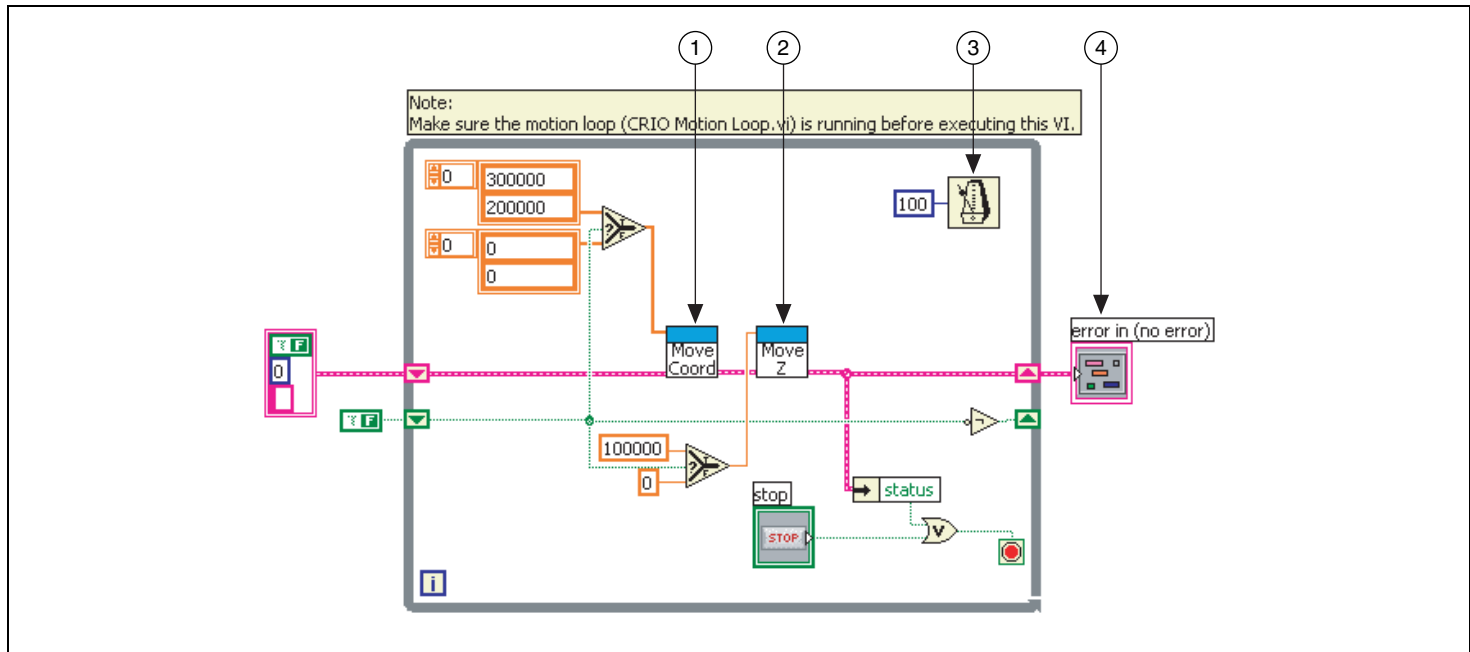 1 2 3 4
Note:
Make sure the motion loop (CRIO Motion Loop.vi) is running before executing this VI.
0 300000
200000
100
0 0
0
? T F
Move Coord
Move Z
error in (no error)
F
0
F
100000
? T F
0
status
stop
STOP
V
i